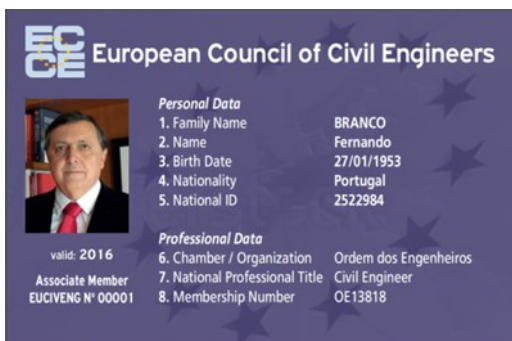 EC
CE
European Council of Civil Engineers
Personal Data
1. Family Name BRANCO
2. Name Fernando
3. Birth Date 27/01/1953
4. Nationality Portugal
5. National ID 2522984
Professional Data
6. Chamber / Organization Ordem dos Engenheiros
7. National Professional Title Civil Engineer
8. Membership Number OE13818
valid: 2016
Associate Member
EUCIVENG Nº 00001